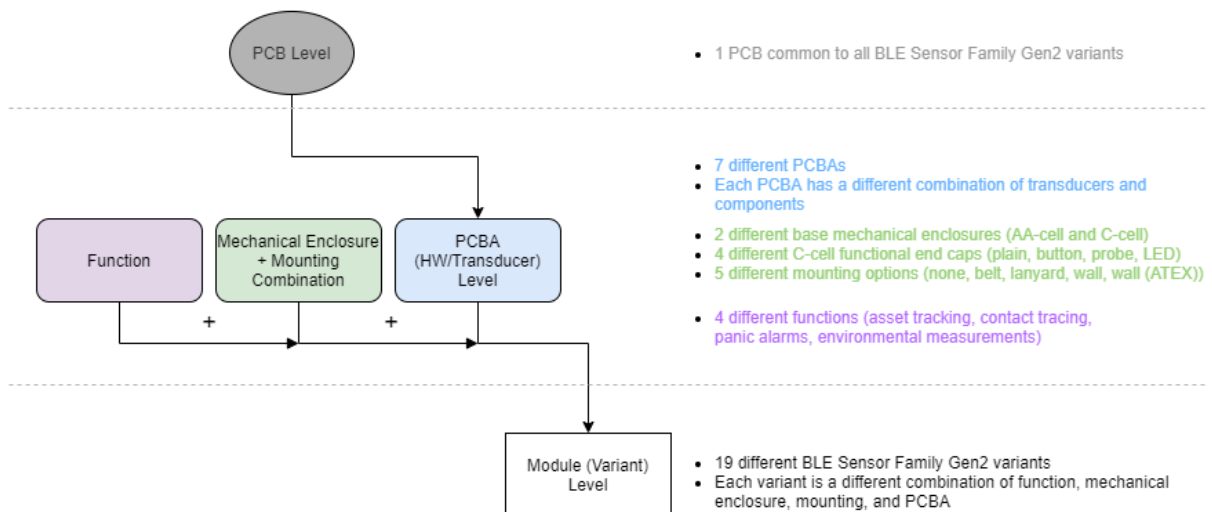 PCB Level
• 1 PCB common to all BLE Sensor Family Gen2 variants
• 7 different PCBAs
• Each PCBA has a different combination of transducers and
components
Function
Mechanical Enclosure
+ Mounting
Combination
PCBA
(HW/Transducer)
Level
• 2 different base mechanical enclosures (AA-cell and C-cell)
• 4 different C-cell functional end caps (plain, button, probe, LED)
• 5 different mounting options (none, belt, lanyard, wall, wall (ATEX))
+
+
• 4 different functions (asset tracking, contact tracing,
panic alarms, environmental measurements)
Module (Variant)
Level
• 19 different BLE Sensor Family Gen2 variants
• Each variant is a different combination of function, mechanical
enclosure, mounting, and PCBA